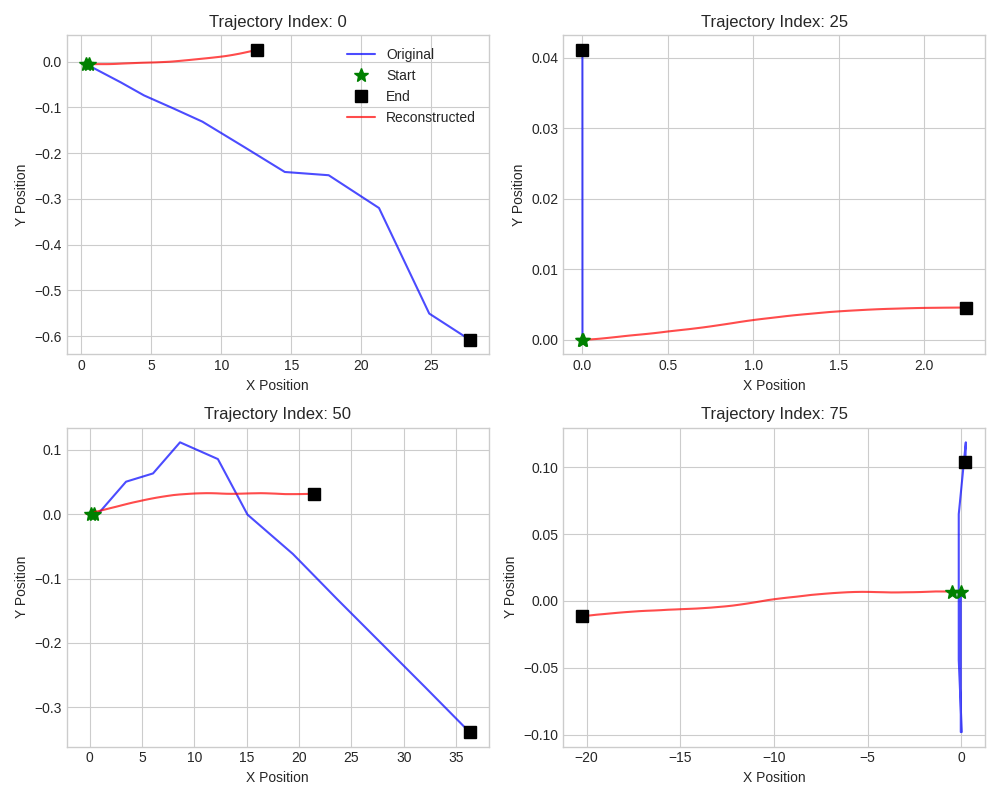 Trajectory Index: 0
0.0
−0.1
−0.2
−0.3
−0.4
−0.5
−0.6
Y Position
0
5
10
15
20
25
X Position
Original
Start
End
Reconstructed
Trajectory Index: 25
0.04
0.03
0.02
0.01
0.00
Y Position
0.0
0.5
1.0
1.5
2.0
X Position
Trajectory Index: 50
0.1
0.0
−0.1
−0.2
−0.3
Y Position
0
5
10
15
20
25
30
35
X Position
Trajectory Index: 75
0.10
0.05
0.00
−0.05
−0.10
Y Position
−20
−15
−10
−5
0
X Position